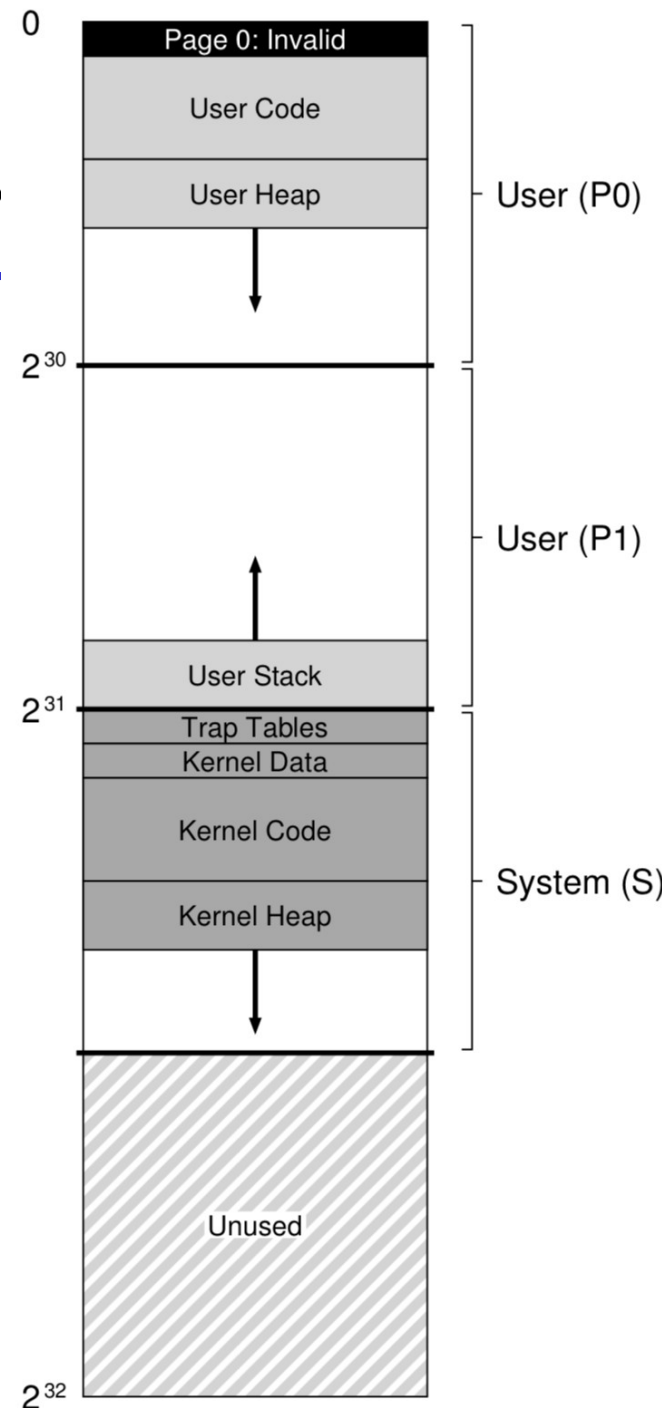 0
Page 0: Invalid
User Code
User Heap
User (P0)
2^30
User (P1)
User Stack
2^31
Trap Tables
Kernel Data
Kernel Code
System (S)
Kernel Heap
Unused
2^32